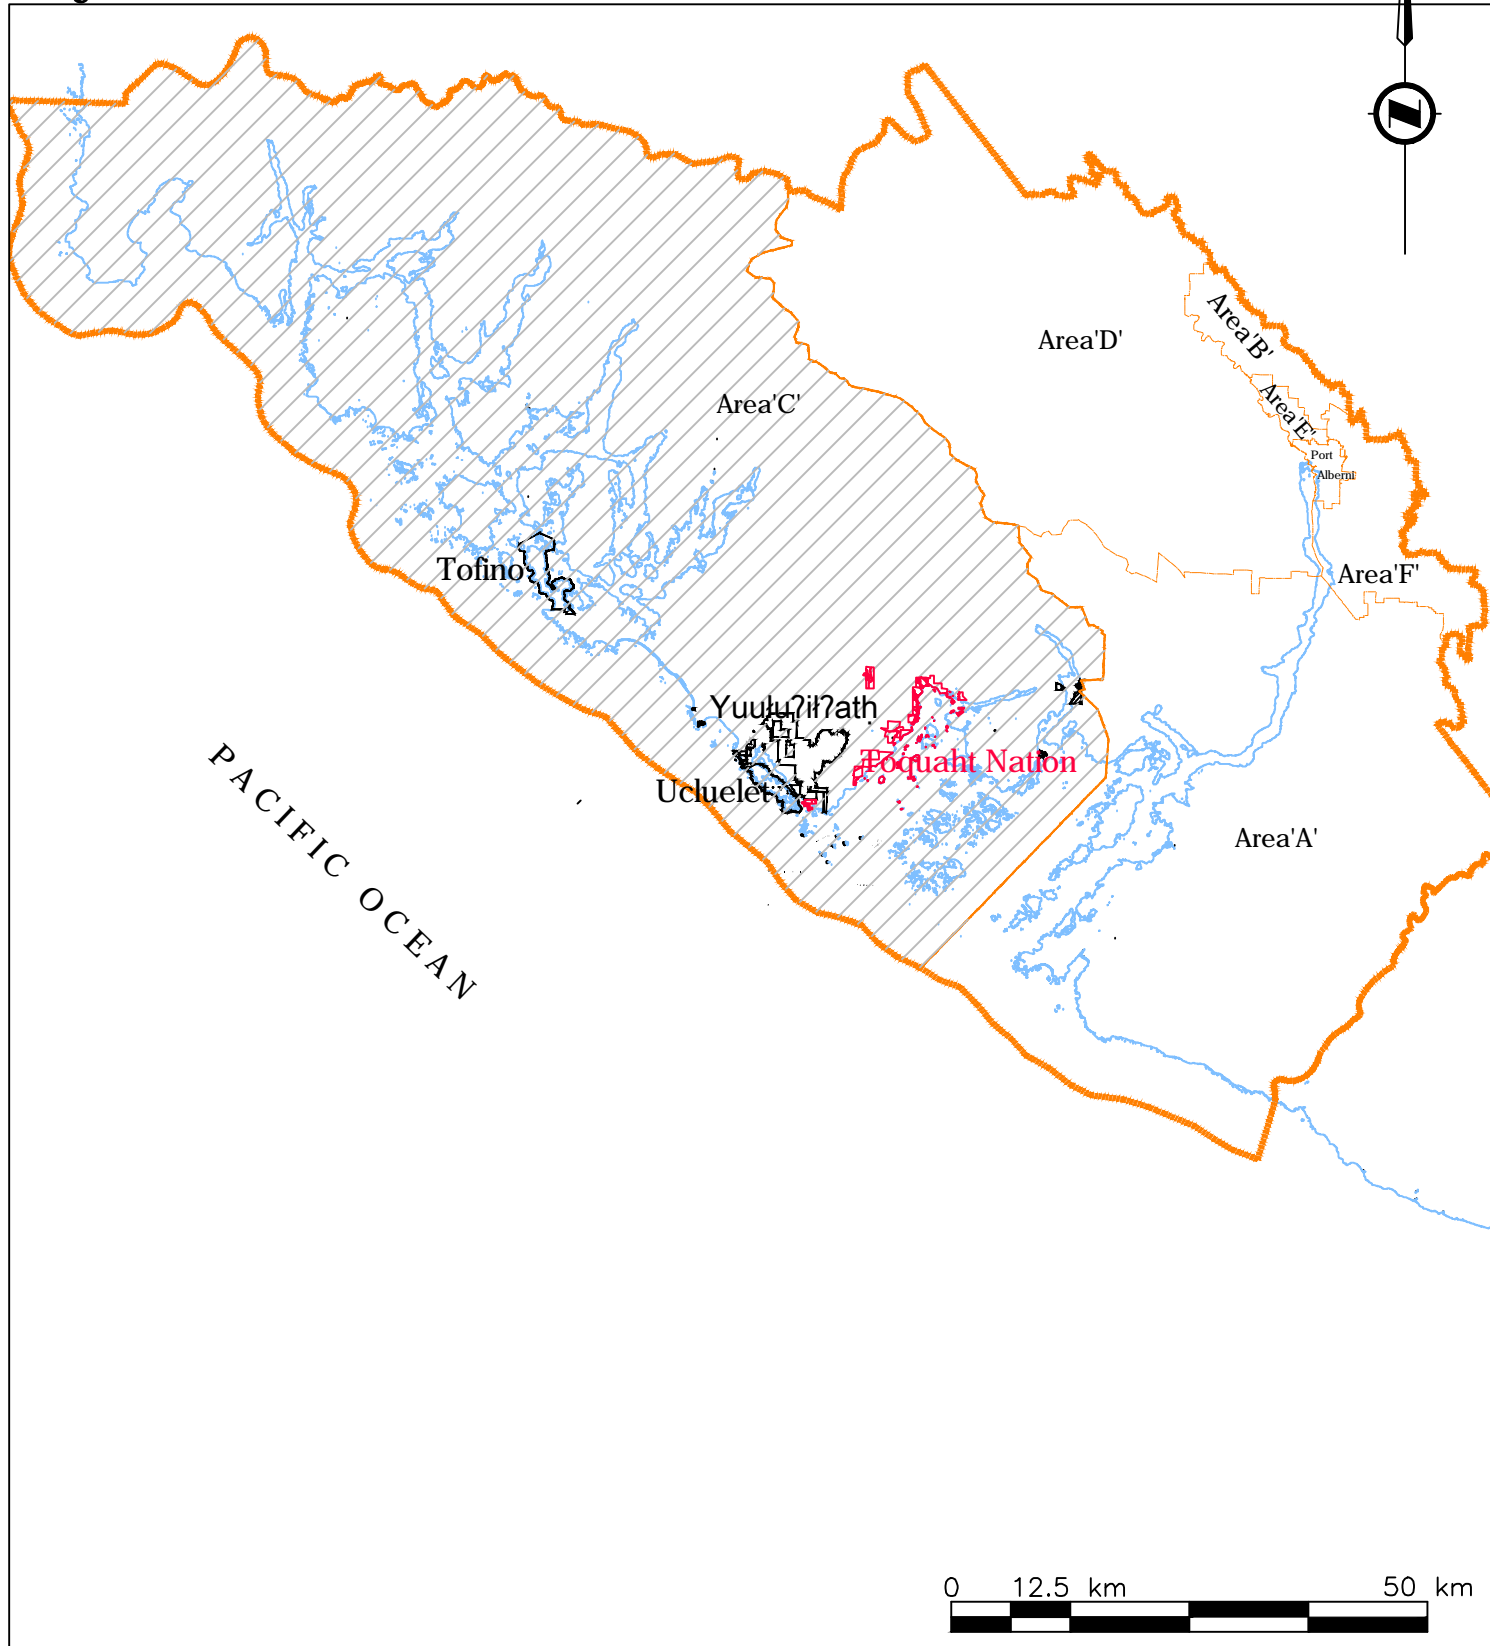 Area'D'
Area'B'
Area'C'
Area'E'
Port
Alberni
Tofino
Area'F'
Yuułuʔiłʔath
Toquaht Nation
Ucluelet
Area'A'
PACIFIC OCEAN
0 12.5 km 50 km